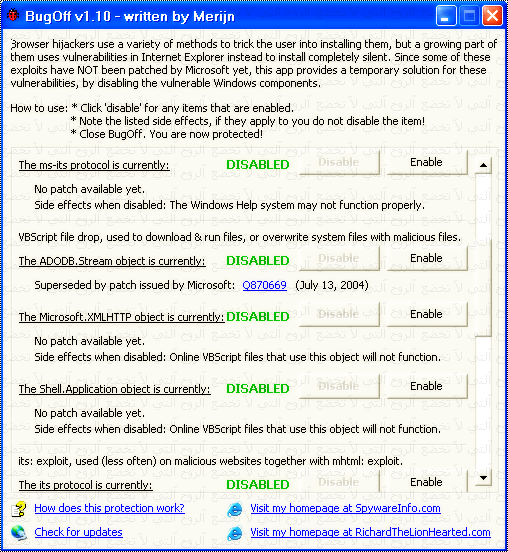 BugOff v1.10 - written by Merijn
Browser hijackers use a variety of methods to trick the user into installing them, but a growing part of
them uses vulnerabilities in Internet Explorer instead to install completely silent. Since some of these
exploits have NOT been patched by Microsoft yet, this app provides a temporary solution for these
vulnerabilities, by disabling the vulnerable Windows components.
How to use: * Click 'disable' for any items that are enabled.
* Note the listed side effects, if they apply to you do not disable the item!
* Close BugOff. You are now protected!
The ms-its protocol is currently: DISABLED Disable Enable
No patch available yet.
Side effects when disabled: The Windows Help system may not function properly.
VBScript file drop, used to download & run files, or overwrite system files with malicious files.
The ADODB.Stream object is currently: DISABLED Disable Enable
Superseded by patch issued by Microsoft: Q870669 (July 13, 2004)
The Microsoft.XMLHTTP object is currently: DISABLED Disable Enable
No patch available yet.
Side effects when disabled: Online VBScript files that use this object will not function.
The Shell.Application object is currently: DISABLED Disable Enable
No patch available yet.
Side effects when disabled: Online VBScript files that use this object will not function.
its: exploit, used (less often) on malicious websites together with mhtml: exploit.
The its protocol is currently: DISABLED Disable Enable
How does this protection work? Visit my homepage at SpywareInfo.com
Check for updates Visit my homepage at RichardTheLionHearted.com